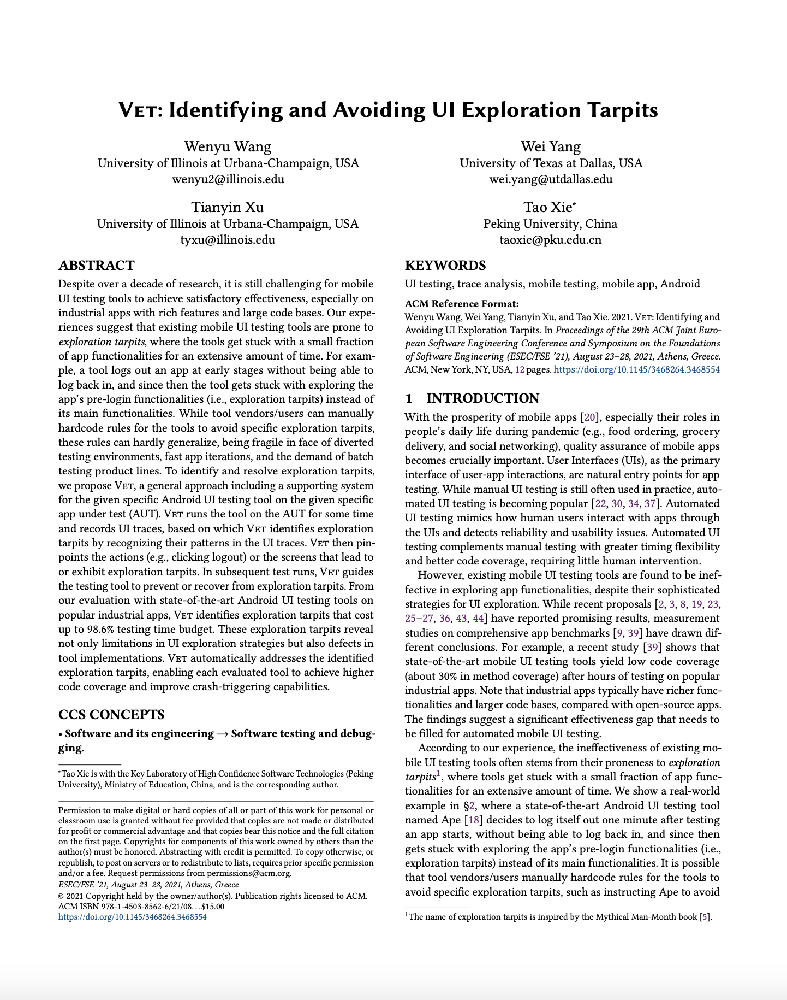 VET: Identifying and Avoiding UI Exploration Tarpits
Wenyu Wang
University of Illinois at Urbana-Champaign, USA
wenyu2@illinois.edu
Wei Yang
University of Texas at Dallas, USA
wei.yang@utdallas.edu
Tianyin Xu
University of Illinois at Urbana-Champaign, USA
tyxu@illinois.edu
Tao Xie*
Peking University, China
taoxie@pku.edu.cn
ABSTRACT
Despite over a decade of research, it is still challenging for mobile
UI testing tools to achieve satisfactory effectiveness, especially on
industrial apps with rich features and large code bases. Our expe-
riences suggest that existing mobile UI testing tools are prone to
exploration tarpits, where the tools get stuck with a small fraction
of app functionalities for an extensive amount of time. For exam-
ple, a tool logs out an app at early stages without being able to
log back in, and since then the tool gets stuck with exploring the
app's pre-login functionalities (i.e., exploration tarpits) instead of
its main functionalities. While tool vendors/users can manually
hardcode rules for the tools to avoid specific exploration tarpits,
these rules can hardly generalize, being fragile in face of diverted
testing environments, fast app iterations, and the demand of batch
testing product lines. To identify and resolve exploration tarpits,
we propose VET, a general approach including a supporting system
for the given specific Android UI testing tool on the given specific
app under test (AUT). VET runs the tool on the AUT for some time
and records UI traces, based on which VET identifies exploration
tarpits by recognizing their patterns in the UI traces. VET then pin-
points the actions (e.g., clicking logout) or the screens that lead to
or exhibit exploration tarpits. In subsequent test runs, VET guides
the testing tool to prevent or recover from exploration tarpits. From
our evaluation with state-of-the-art Android UI testing tools on
popular industrial apps, VET identifies exploration tarpits that cost
up to 98.6% testing time budget. These exploration tarpits reveal
not only limitations in UI exploration strategies but also defects in
tool implementations. VET automatically addresses the identified
exploration tarpits, enabling each evaluated tool to achieve higher
code coverage and improve crash-triggering capabilities.
CCS CONCEPTS
• Software and its engineering → Software testing and debug-
ging.
*Tao Xie is with the Key Laboratory of High Confidence Software Technologies (Peking
University), Ministry of Education, China, and is the corresponding author.
Permission to make digital or hard copies of all or part of this work for personal or
classroom use is granted without fee provided that copies are not made or distributed
for profit or commercial advantage and that copies bear this notice and the full citation
on the first page. Copyrights for components of this work owned by others than the
author(s) must be honored. Abstracting with credit is permitted. To copy otherwise, or
republish, to post on servers or to redistribute to lists, requires prior specific permission
and/or a fee. Request permissions from permissions@acm.org.
ESEC/FSE '21, August 23–28, 2021, Athens, Greece
© 2021 Copyright held by the owner/author(s). Publication rights licensed to ACM.
ACM ISBN 978-1-4503-8562-6/21/08...$15.00
https://doi.org/10.1145/3468264.3468554
KEYWORDS
UI testing, trace analysis, mobile testing, mobile app, Android
ACM Reference Format:
Wenyu Wang, Wei Yang, Tianyin Xu, and Tao Xie. 2021. VET: Identifying and
Avoiding UI Exploration Tarpits. In Proceedings of the 29th ACM Joint Euro-
pean Software Engineering Conference and Symposium on the Foundations
of Software Engineering (ESEC/FSE '21), August 23–28, 2021, Athens, Greece.
ACM, New York, NY, USA, 12 pages. https://doi.org/10.1145/3468264.3468554
1 INTRODUCTION
With the prosperity of mobile apps [20], especially their roles in
people's daily life during pandemic (e.g., food ordering, grocery
delivery, and social networking), quality assurance of mobile apps
becomes crucially important. User Interfaces (UIs), as the primary
interface of user-app interactions, are natural entry points for app
testing. While manual UI testing is still often used in practice, auto-
mated UI testing is becoming popular [22, 30, 34, 37]. Automated
UI testing mimics how human users interact with apps through
the UIs and detects reliability and usability issues. Automated UI
testing complements manual testing with greater timing flexibility
and better code coverage, requiring little human intervention.
However, existing mobile UI testing tools are found to be inef-
fective in exploring app functionalities, despite their sophisticated
strategies for UI exploration. While recent proposals [2, 3, 8, 19, 23,
25–27, 36, 43, 44] have reported promising results, measurement
studies on comprehensive app benchmarks [9, 39] have drawn dif-
ferent conclusions. For example, a recent study [39] shows that
state-of-the-art mobile UI testing tools yield low code coverage
(about 30% in method coverage) after hours of testing on popular
industrial apps. Note that industrial apps typically have richer func-
tionalities and larger code bases, compared with open-source apps.
The findings suggest a significant effectiveness gap that needs to
be filled for automated mobile UI testing.
According to our experience, the ineffectiveness of existing mo-
bile UI testing tools often stems from their proneness to exploration
tarpits1, where tools get stuck with a small fraction of app func-
tionalities for an extensive amount of time. We show a real-world
example in §2, where a state-of-the-art Android UI testing tool
named Ape [18] decides to log itself out one minute after testing
an app starts, without being able to log back in, and since then
gets stuck with exploring the app's pre-login functionalities (i.e.,
exploration tarpits) instead of its main functionalities. It is possible
that tool vendors/users manually hardcode rules for the tools to
avoid specific exploration tarpits, such as instructing Ape to avoid
1The name of exploration tarpits is inspired by the Mythical Man-Month book [5].